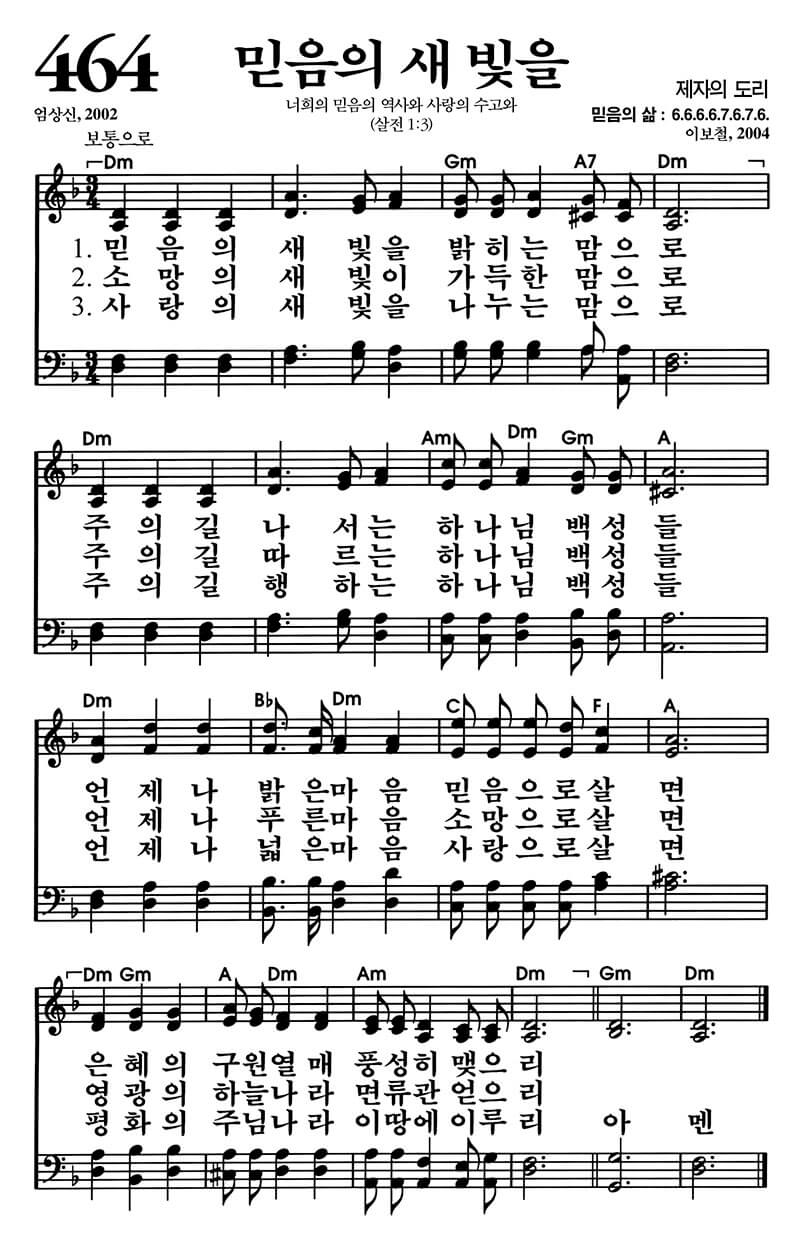 464
믿음의 새 빛을
제자의 도리
엄상신, 2002
너희의 믿음의 역사와 사랑의 수고와
(살전 1:3)
믿음의 삶 : 6.6.6.6.7.6.7.6.
이보철, 2004
보통으로
Dm Gm A7 Dm
3 4
1. 믿 음 의 새 빛을 밝히는 맘으 로
2. 소 망 의 새 빛이 가득한 맘으 로
3. 사 랑 의 새 빛을 나누는 맘으 로
3 4
Dm Am Dm Gm A
주 의 길 나 서는 하나님 백성 들
주 의 길 따 르는 하나님 백성 들
주 의 길 행 하는 하나님 백성 들
Dm B♭ Dm C F A
언 제 나 밝 은마 음 믿음으로살 면
언 제 나 푸 른마 음 소망으로살 면
언 제 나 넓 은마 음 사랑으로살 면
Dm Gm A Dm Am Dm Gm Dm
은 혜 의 구원열 매 풍성히 맺으 리
영 광 의 하늘나 라 면류관 얻으 리
평 화 의 주님나 라 이땅에이루 리 아 멘